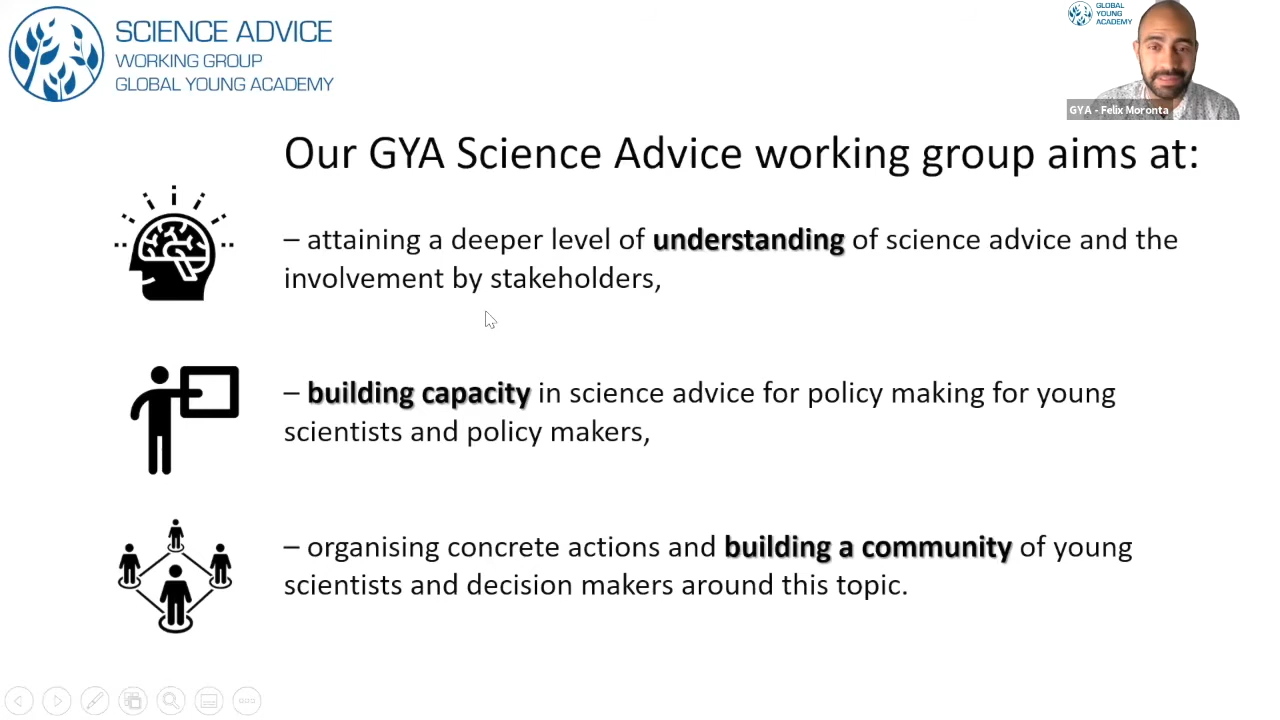 SCIENCE ADVICE
WORKING GROUP
GLOBAL YOUNG ACADEMY
GLOBAL
YOUNG
ACADEMY
GYA - Felix Moronta
Our GYA Science Advice working group aims at:
– attaining a deeper level of understanding of science advice and the
involvement by stakeholders,
– building capacity in science advice for policy making for young
scientists and policy makers,
– organising concrete actions and building a community of young
scientists and decision makers around this topic.